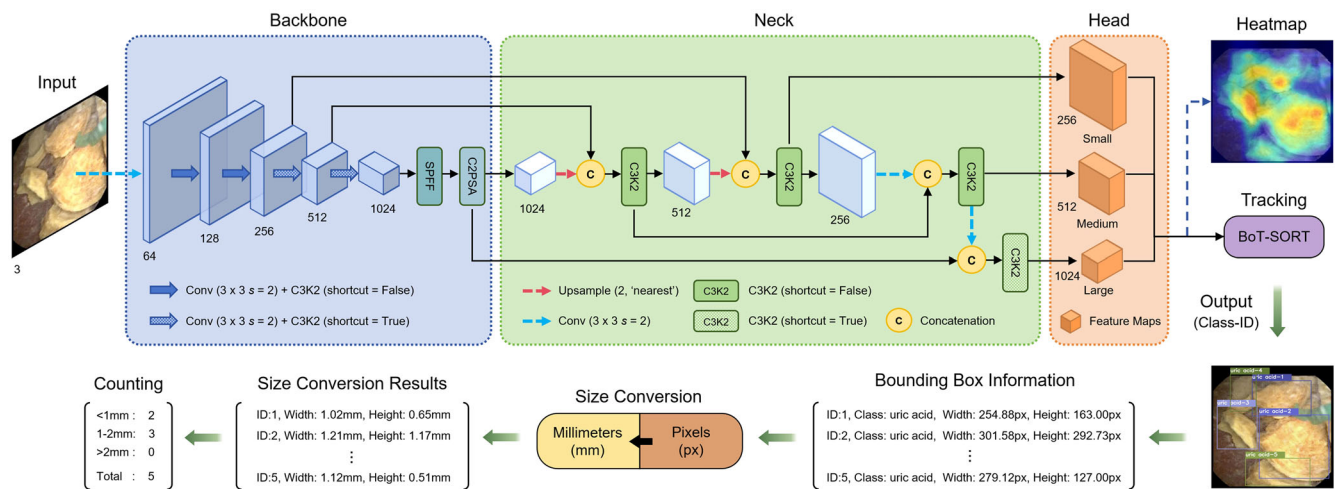 Backbone
Neck
Head
Heatmap
Input
3
64
128
256
512
1024
SPFF
C2PSA
1024
C
C3K2
512
C
C3K2
256
C
C3K2
C
C3K2
256
Small
512
Medium
1024
Large
Tracking
BoT-SORT
Output
(Class-ID)
Conv (3 x 3 s = 2) + C3K2 (shortcut = False)
Conv (3 x 3 s = 2) + C3K2 (shortcut = True)
Upsample (2, 'nearest')
Conv (3 x 3 s = 2)
C3K2
C3K2 (shortcut = False)
C3K2
C3K2 (shortcut = True)
C
Concatenation
Feature Maps
Counting
<1mm : 2
1-2mm : 3
>2mm : 0
Total : 5
Size Conversion Results
ID:1, Width: 1.02mm, Height: 0.65mm
ID:2, Width: 1.21mm, Height: 1.17mm
⋮
ID:5, Width: 1.12mm, Height: 0.51mm
Size Conversion
Millimeters
(mm)
Pixels
(px)
Bounding Box Information
ID:1, Class: uric acid, Width: 254.88px, Height: 163.00px
ID:2, Class: uric acid, Width: 301.58px, Height: 292.73px
⋮
ID:5, Class: uric acid, Width: 279.12px, Height: 127.00px
uric acid-4
uric acid-1
uric acid-3
uric acid-2
uric acid-5